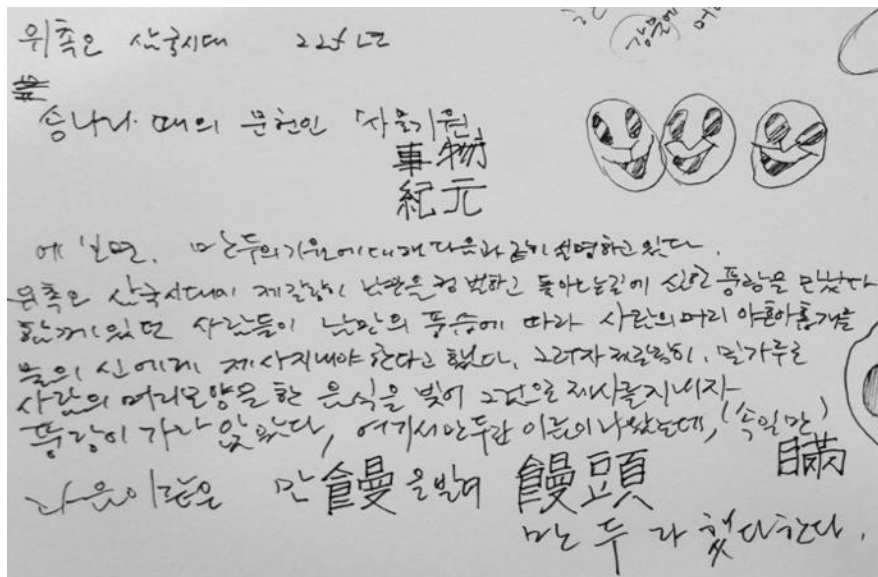 위촉오 삼국시대 225년
송나라 때의 문헌인 「사물기원」
事物
紀元
에 보면, 만두의 기원에 대해 다음과 같이 설명하고 있다.
위촉오 삼국시대에 제갈량이 남만을 정벌하고 돌아오는길에 심한 풍랑을 만났다
함께 있던 사람들이 남만의 풍습에 따라 사람의 머리 아흔아홉개를
물의 신에게 제사지내야 한다고 했다. 그러자 제갈량이, 밀가루로
사람의 머리모양을 한 음식을 빚어 그것으로 제사를 지내자
풍랑이 가라 앉았다, 여기서 만두란 이름이 나왔는데, (속일만)
瞞
다음이란은 만 饅 을 빌려 饅頭
만두 라 했다한다.